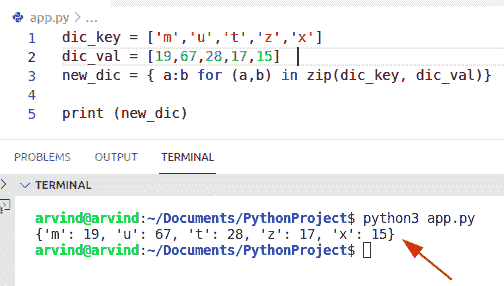 app.py > ...
1 dic_key = ['m','u','t','z','x']
2 dic_val = [19,67,28,17,15]
3 new_dic = { a:b for (a,b) in zip(dic_key, dic_val)}
4
5 print (new_dic)
PROBLEMS OUTPUT TERMINAL
TERMINAL
arvind@arvind:~/Documents/PythonProject$ python3 app.py
{'m': 19, 'u': 67, 't': 28, 'z': 17, 'x': 15}
arvind@arvind:~/Documents/PythonProject$